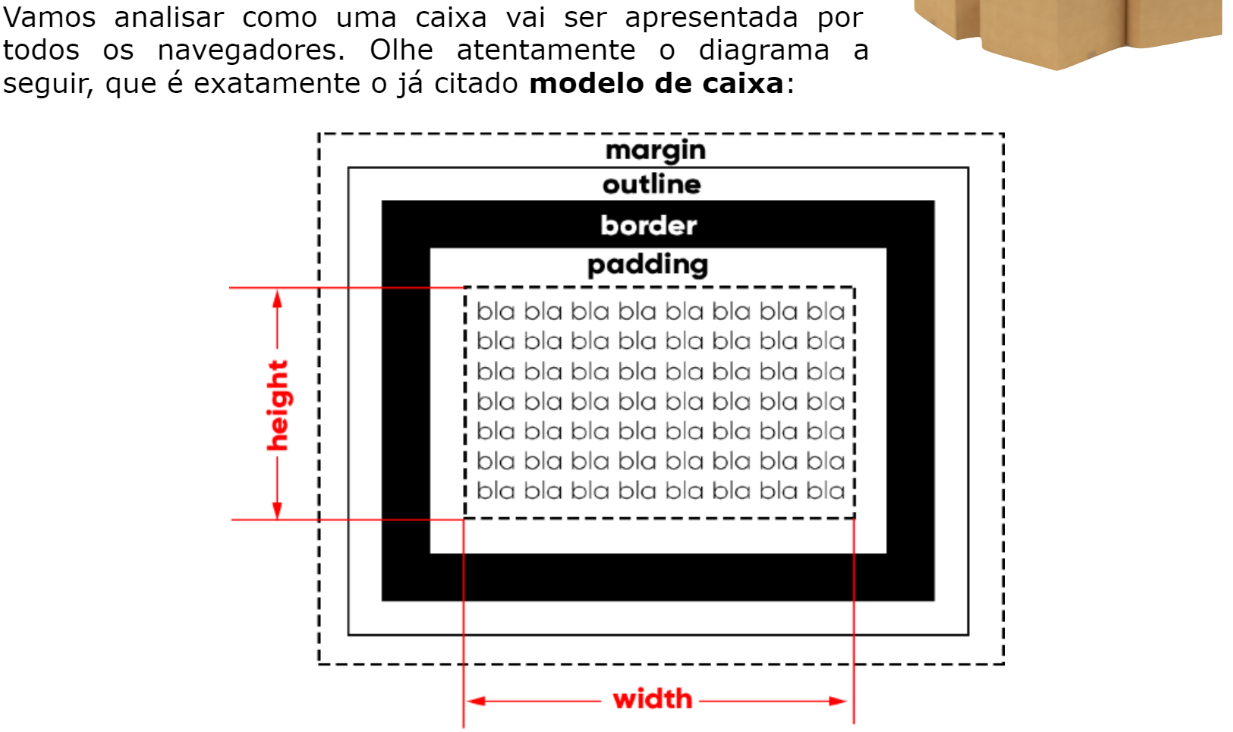 Vamos analisar como uma caixa vai ser apresentada por
todos os navegadores. Olhe atentamente o diagrama a
seguir, que é exatamente o já citado modelo de caixa:
margin
outline
border
padding
bla bla bla bla bla bla bla bla
bla bla bla bla bla bla bla bla
bla bla bla bla bla bla bla bla
bla bla bla bla bla bla bla bla
bla bla bla bla bla bla bla bla
bla bla bla bla bla bla bla bla
bla bla bla bla bla bla bla bla
height
width